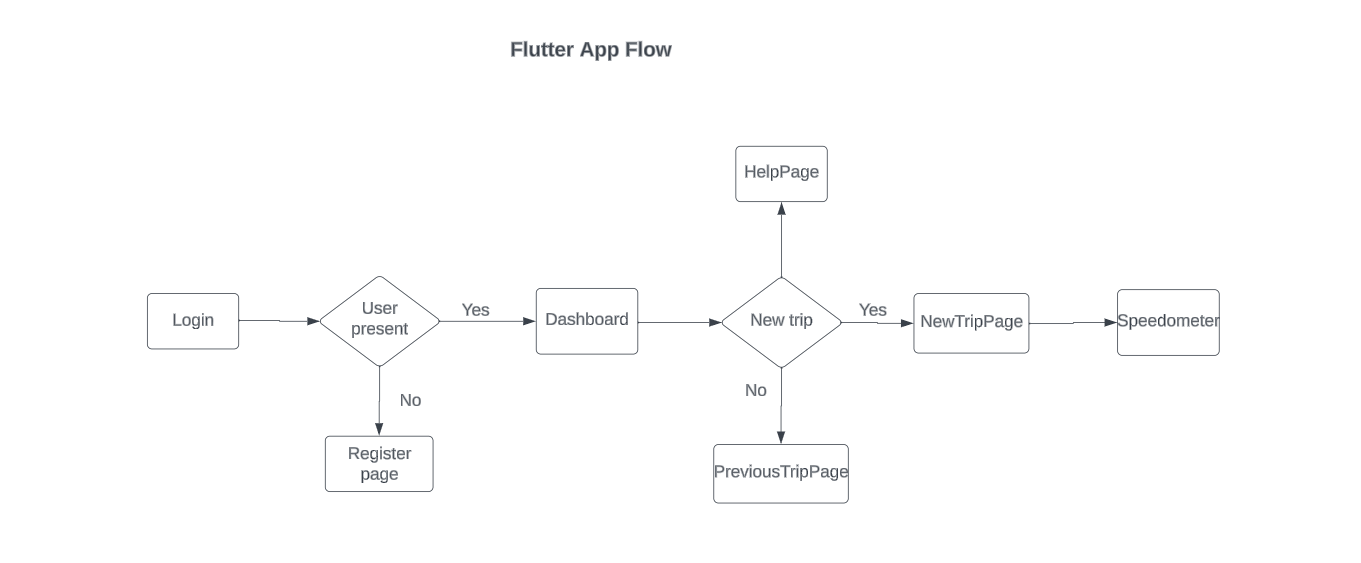 Flutter App Flow
HelpPage
Login
User
present
Yes
Dashboard
New trip
Yes
NewTripPage
Speedometer
No
No
Register
page
PreviousTripPage